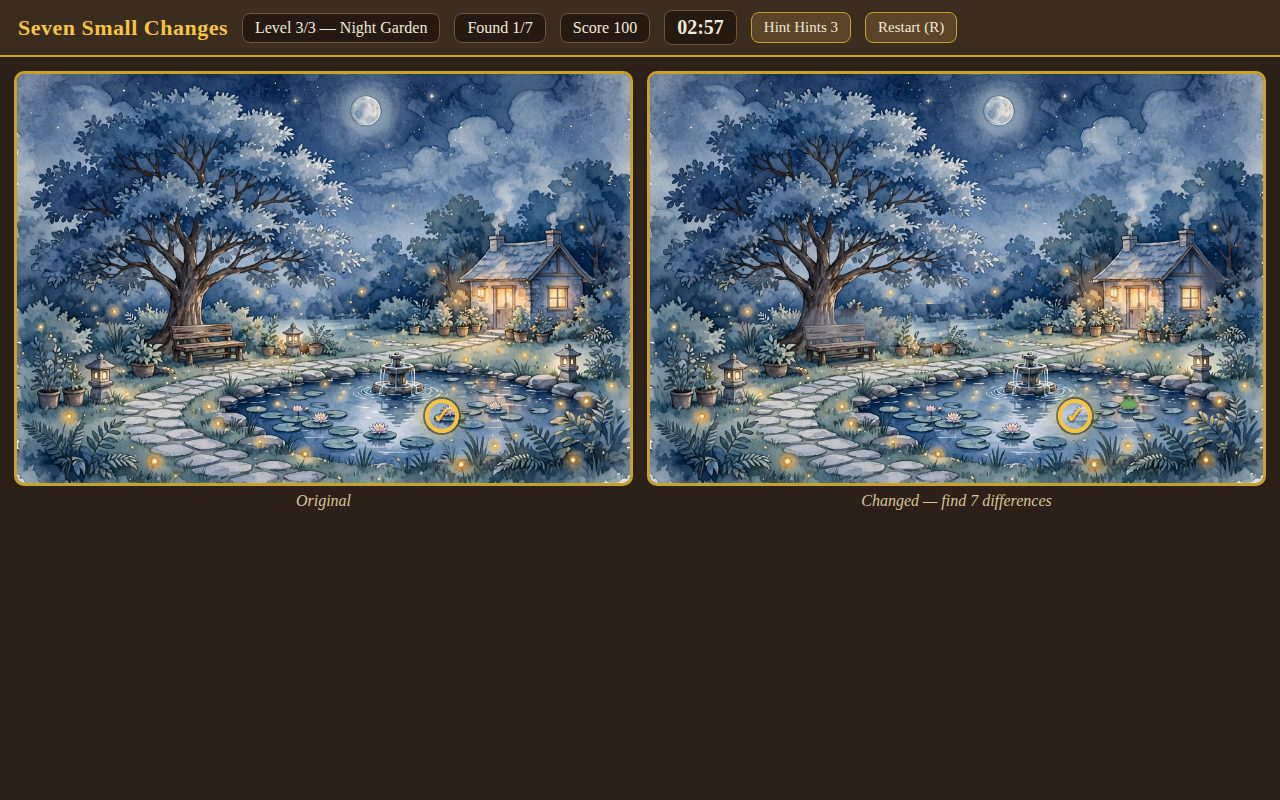 Seven Small Changes
Level 3/3 — Night Garden
Found 1/7
Score 100
02:57
Hint Hints 3
Restart (R)
Original
Changed — find 7 differences